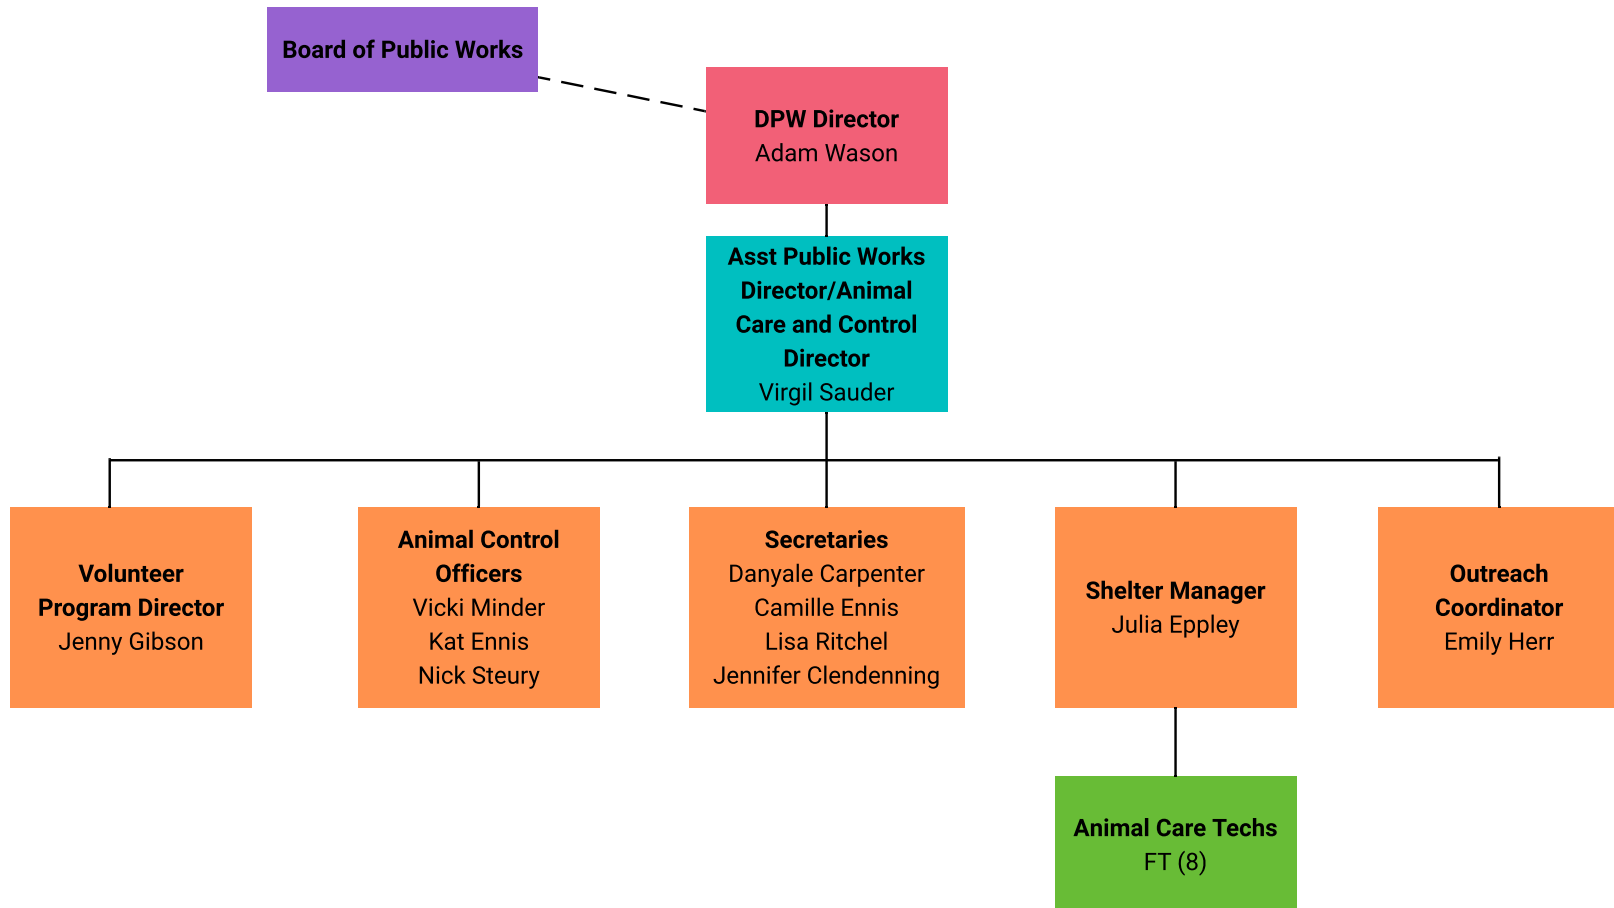 Board of Public Works
DPW Director
Adam Wason
Asst Public Works
Director/Animal
Care and Control
Director
Virgil Sauder
Volunteer
Program Director
Jenny Gibson
Animal Control
Officers
Vicki Minder
Kat Ennis
Nick Steury
Secretaries
Danyale Carpenter
Camille Ennis
Lisa Ritchel
Jennifer Clendenning
Shelter Manager
Julia Eppley
Outreach
Coordinator
Emily Herr
Animal Care Techs
FT (8)